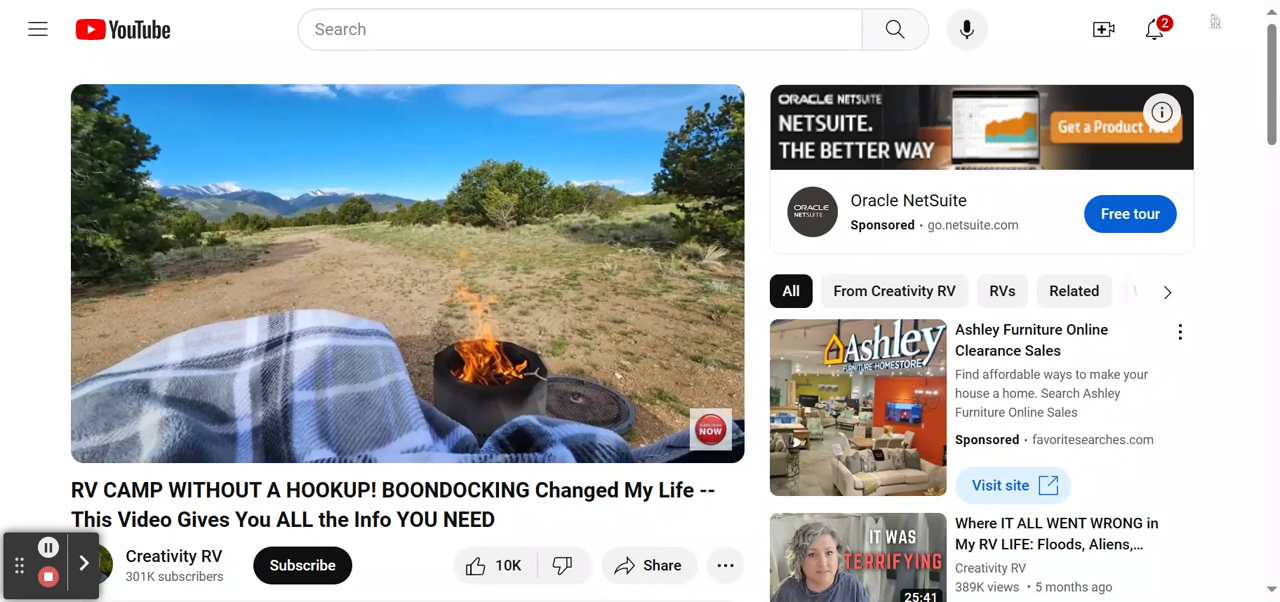 YouTube
Search
2
ORACLE NETSUITE
NETSUITE.
THE BETTER WAY
Get a Product
ORACLE
NETSUITE
Oracle NetSuite
Sponsored · go.netsuite.com
Free tour
All
From Creativity RV
RVs
Related
Ashley
FURNITURE HOMESTORE
Ashley Furniture Online
Clearance Sales
Find affordable ways to make your
house a home. Search Ashley
Furniture Online Sales
Sponsored · favoritesearches.com
Visit site
NOW
RV CAMP WITHOUT A HOOKUP! BOONDOCKING Changed My Life --
This Video Gives You ALL the Info YOU NEED
Creativity RV
301K subscribers
Subscribe
10K
Share
...
IT WAS
TERRIFYING
25:41
Where IT ALL WENT WRONG in
My RV LIFE: Floods, Aliens,...
Creativity RV
389K views · 5 months ago